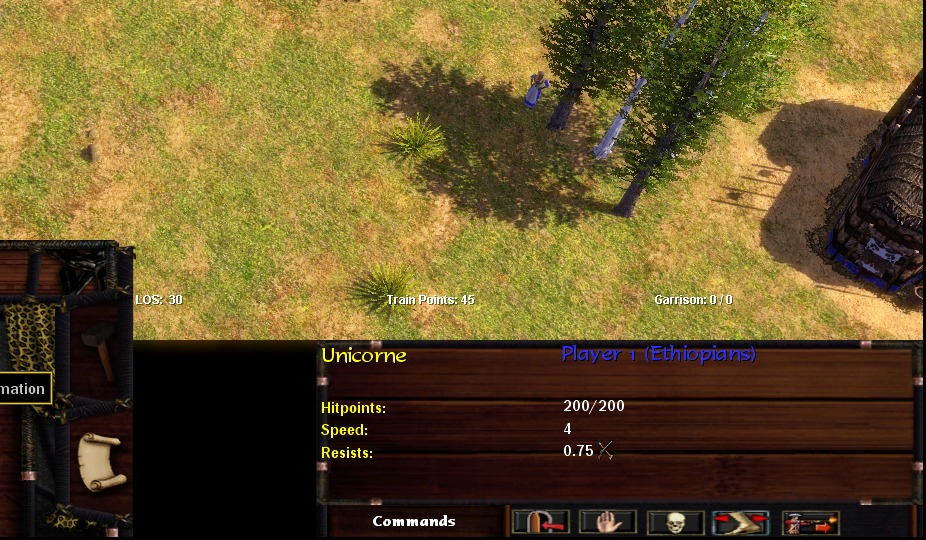 LOS: 30
Train Points: 45
Garrison: 0 / 0
Unicorne
Player 1 (Ethiopians)
mation
Hitpoints: 200/200
Speed: 4
Resists: 0.75
Commands